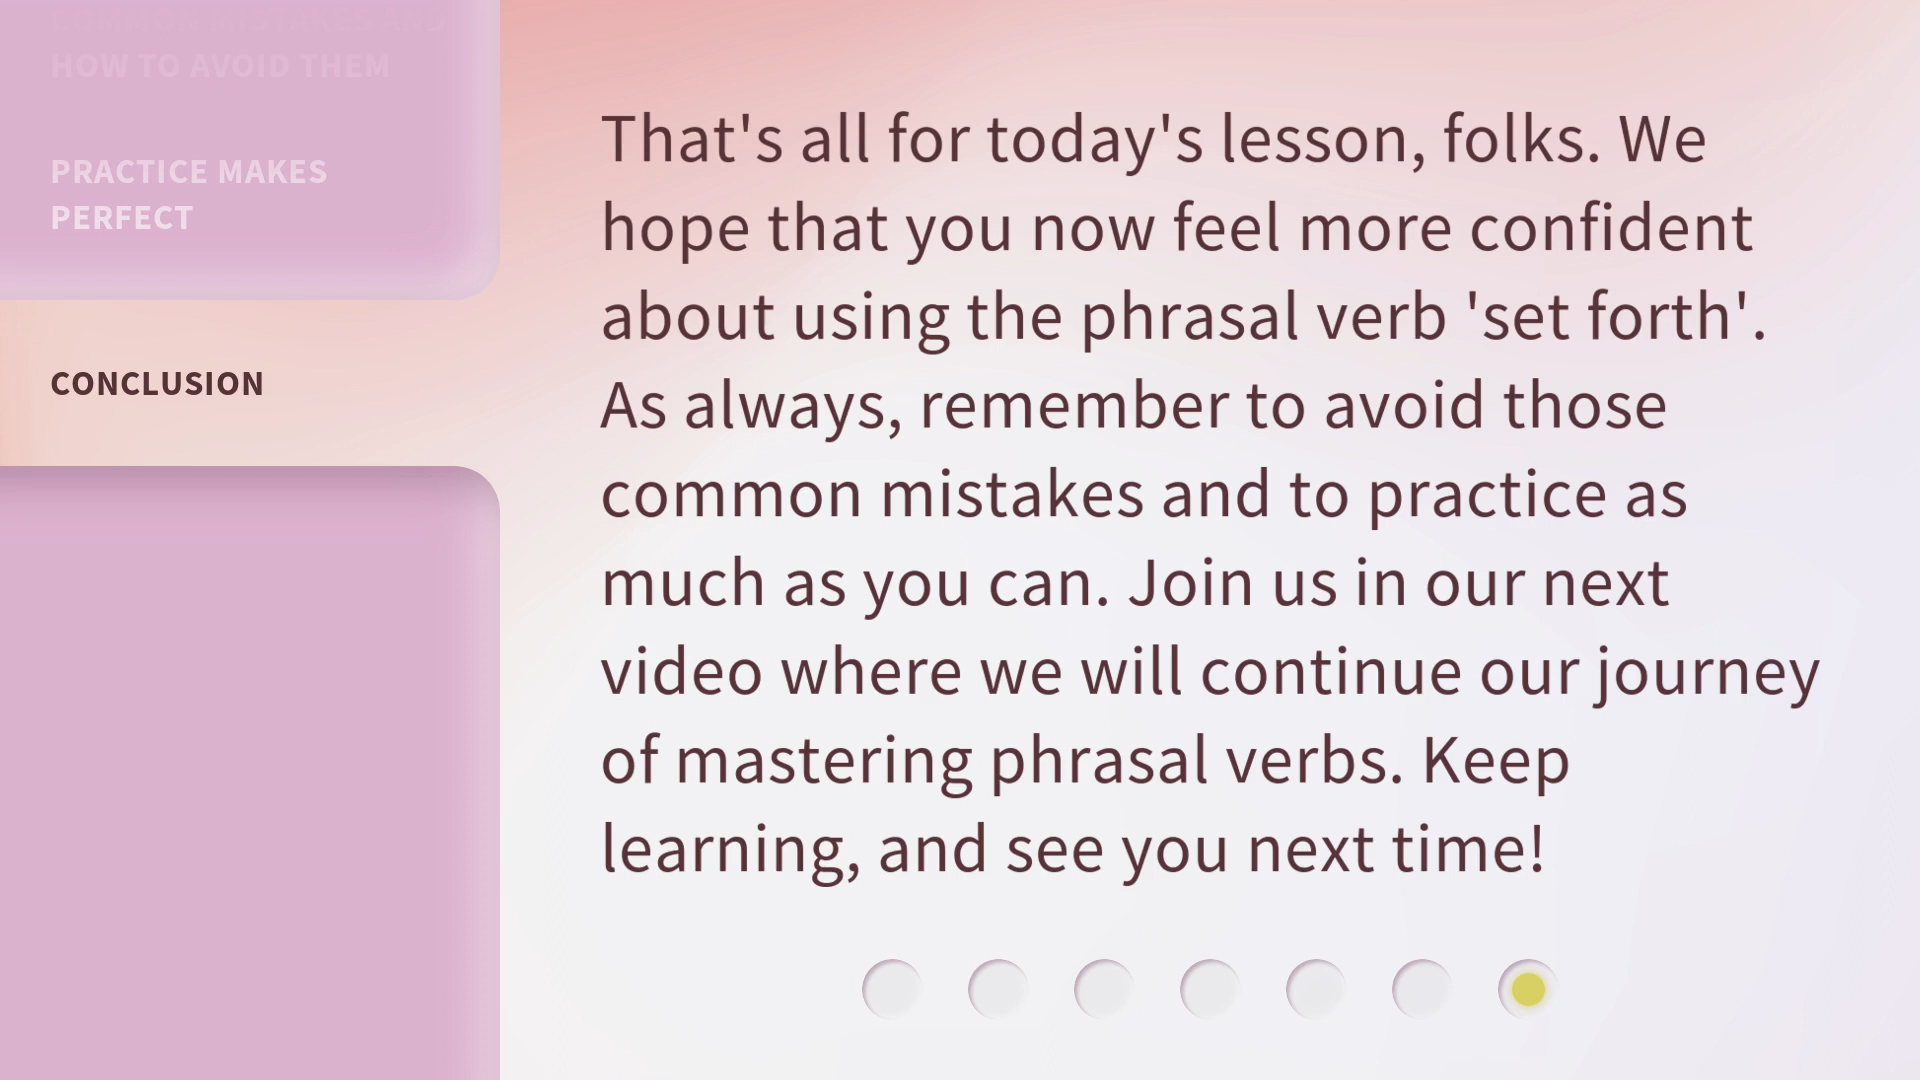 COMMON MISTAKES AND
HOW TO AVOID THEM
PRACTICE MAKES
PERFECT
CONCLUSION
That's all for today's lesson, folks. We
hope that you now feel more confident
about using the phrasal verb 'set forth'.
As always, remember to avoid those
common mistakes and to practice as
much as you can. Join us in our next
video where we will continue our journey
of mastering phrasal verbs. Keep
learning, and see you next time!